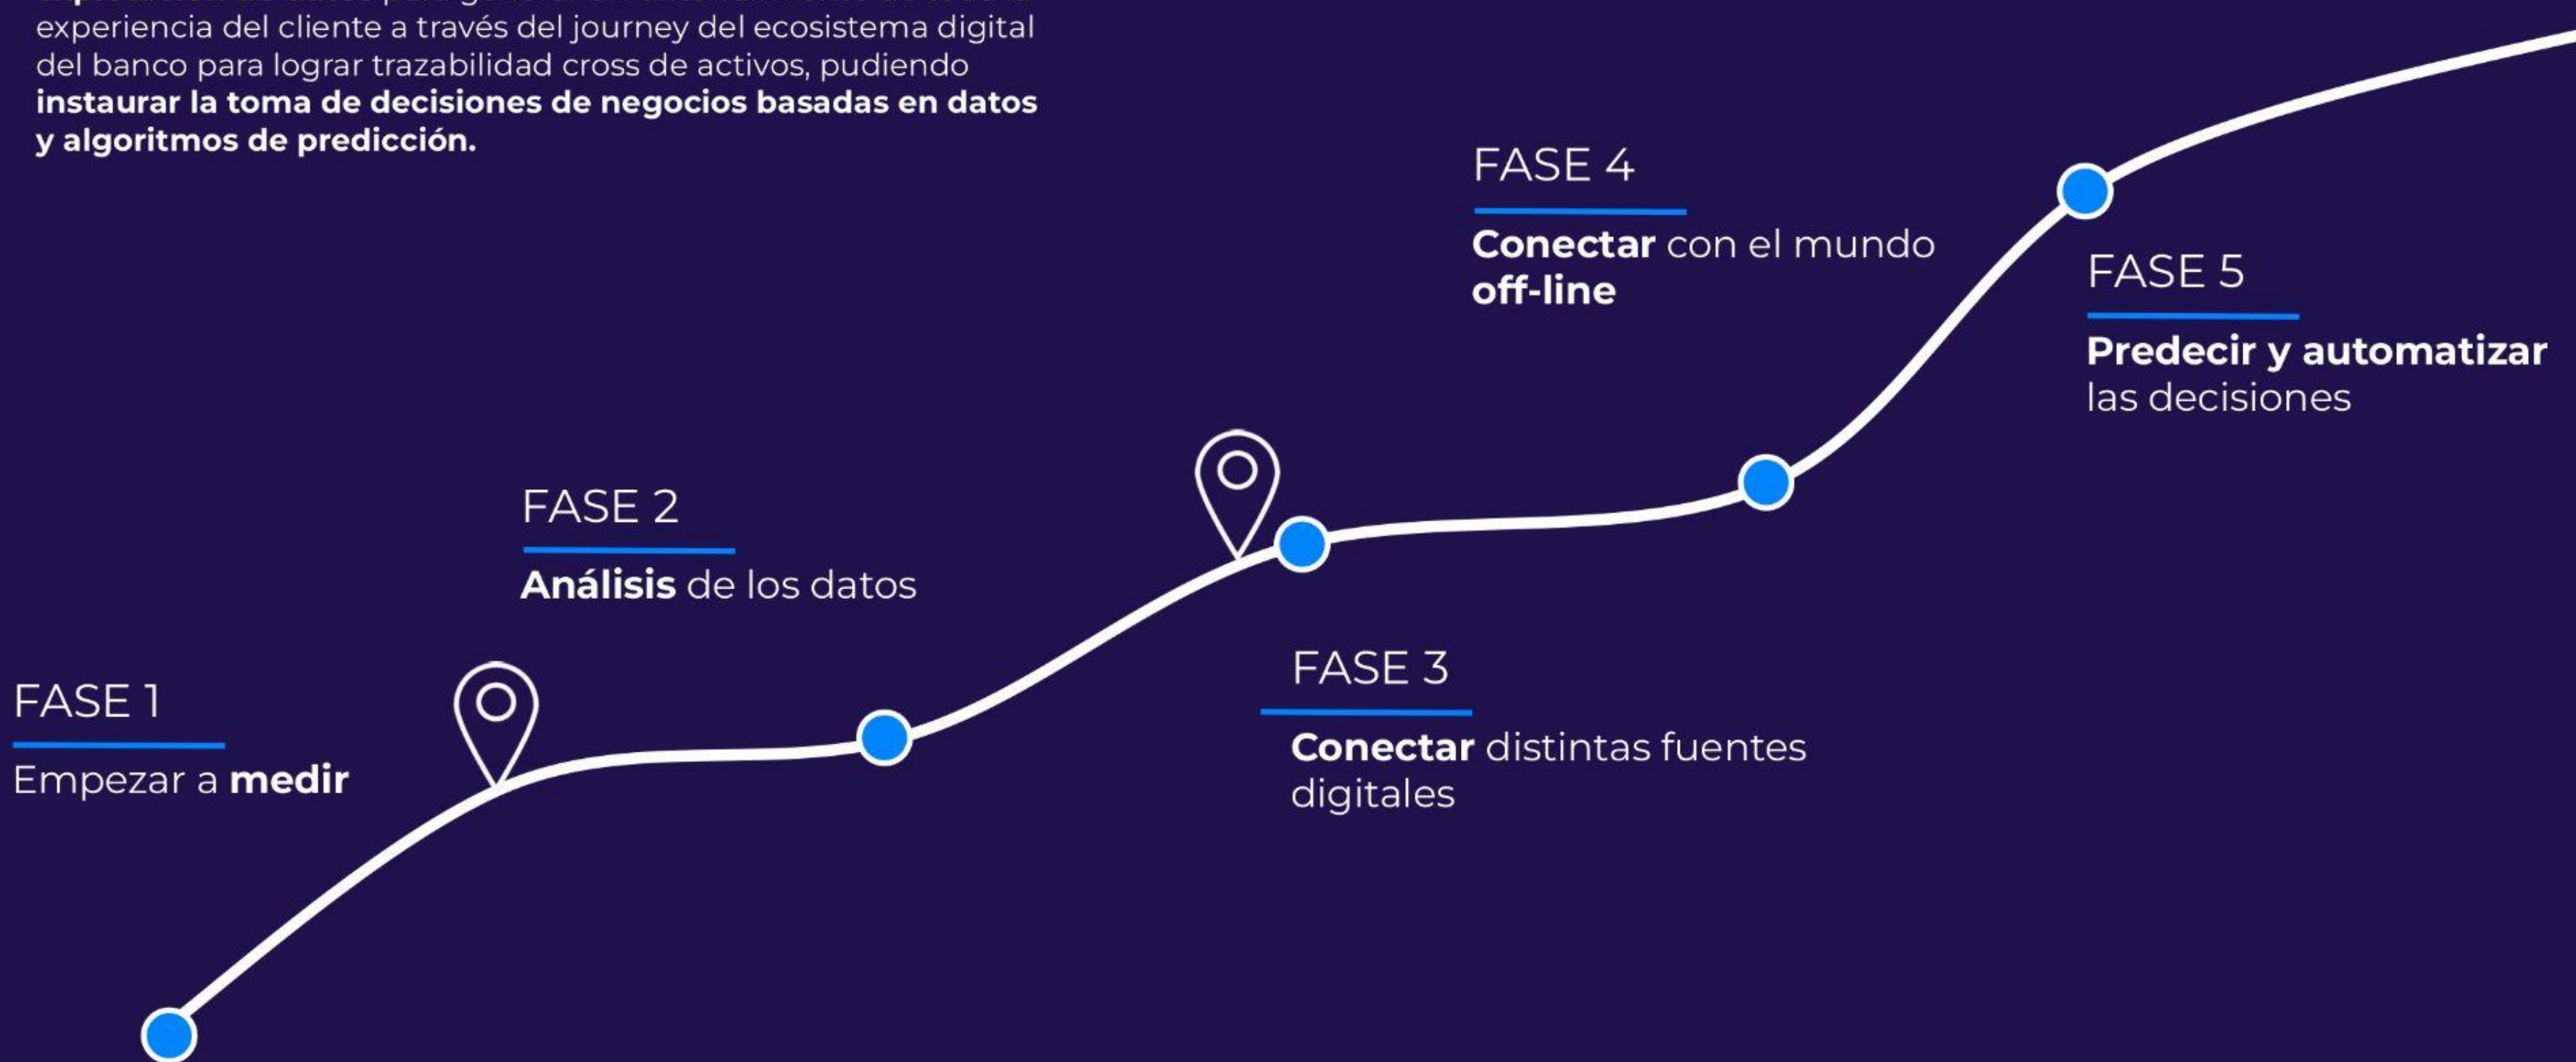 experiencia del cliente a través del journey del ecosistema digital
del banco para lograr trazabilidad cross de activos, pudiendo
instaurar la toma de decisiones de negocios basadas en datos
y algoritmos de predicción.
FASE 1
Empezar a medir
FASE 2
Análisis de los datos
FASE 3
Conectar distintas fuentes
digitales
FASE 4
Conectar con el mundo
off-line
FASE 5
Predecir y automatizar
las decisiones